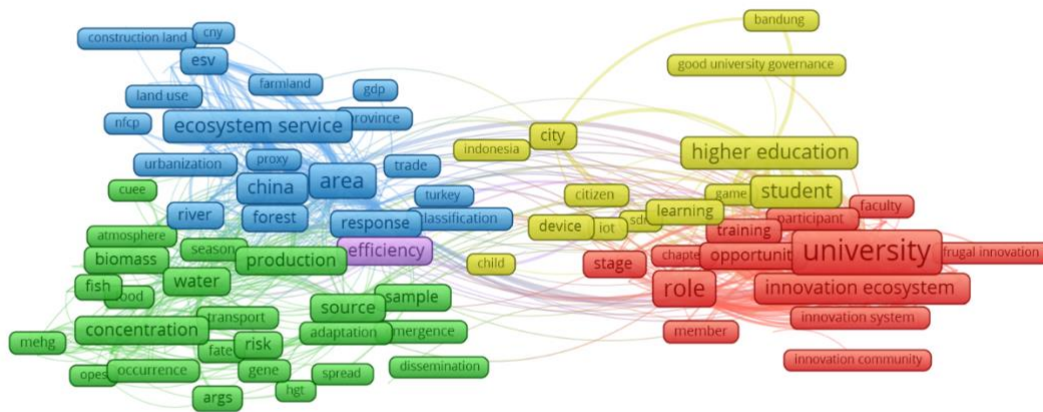 bandung
construction land
cny
esv
good university governance
farmland
gdp
land use
nfcp
ecosystem service
province
city
indonesia
higher education
urbanization
proxy
trade
cuee
china
area
turkey
citizen
game
student
faculty
river
forest
response
classification
device
iot
learning
participant
atmosphere
season
efficiency
training
biomass
production
child
stage
opportunit
university
frugal innovation
fish
water
role
innovation ecosystem
source
sample
concentration
transport
adaptation
mergence
member
innovation system
mehg
fate
risk
dissemination
innovation community
opes
occurrence
gene
spread
args
hgt
chapte